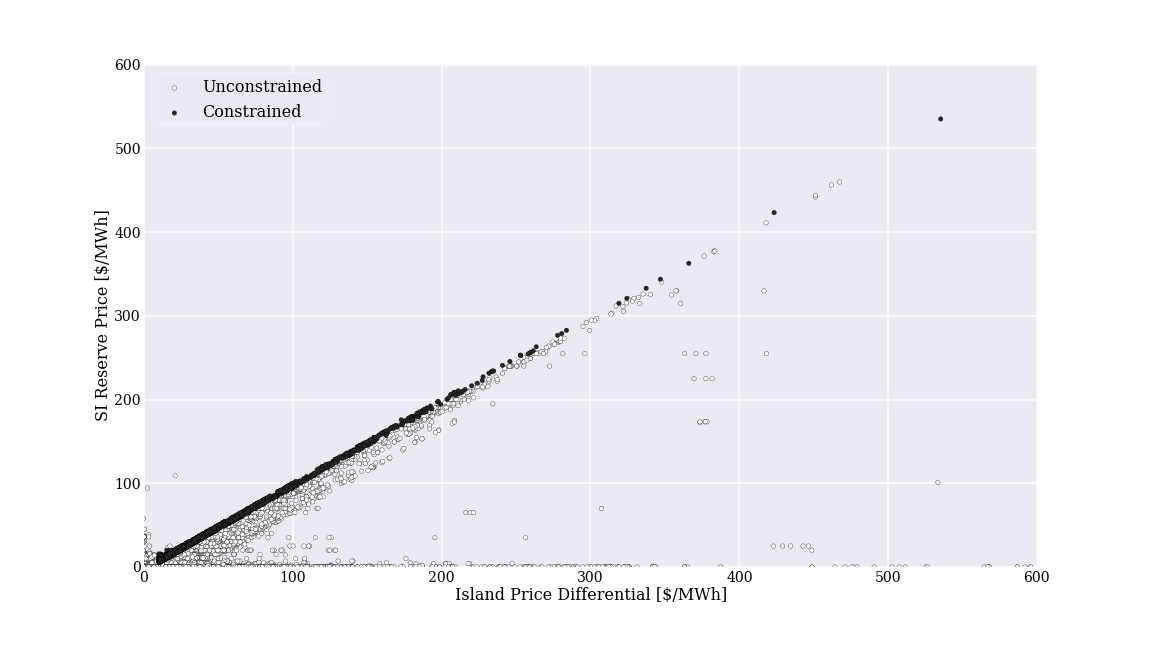 600
Unconstrained
Constrained
500
400
300
200
100
0
SI Reserve Price [$/MWh]
0 100 200 300 400 500 600
Island Price Differential [$/MWh]